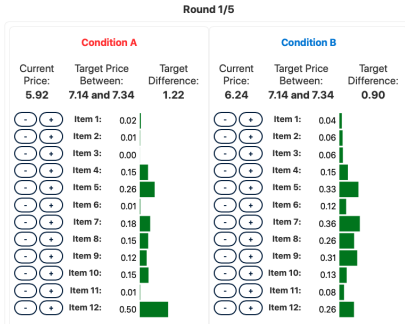 Round 1/5
Condition A
Current Price: 5.92
Target Price Between: 7.14 and 7.34
Target Difference: 1.22
- + Item 1: 0.02
- + Item 2: 0.01
- + Item 3: 0.00
- + Item 4: 0.15
- + Item 5: 0.26
- + Item 6: 0.01
- + Item 7: 0.18
- + Item 8: 0.15
- + Item 9: 0.12
- + Item 10: 0.15
- + Item 11: 0.01
- + Item 12: 0.50
Condition B
Current Price: 6.24
Target Price Between: 7.14 and 7.34
Target Difference: 0.90
- + Item 1: 0.04
- + Item 2: 0.06
- + Item 3: 0.06
- + Item 4: 0.15
- + Item 5: 0.33
- + Item 6: 0.12
- + Item 7: 0.36
- + Item 8: 0.26
- + Item 9: 0.31
- + Item 10: 0.13
- + Item 11: 0.08
- + Item 12: 0.26